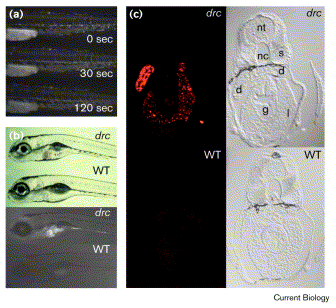 (a)
0 sec
30 sec
120 sec
(b)
drc
WT
drc
WT
(c)
drc
WT
drc
nt
nc
s
d
d
g
l
WT
Current Biology